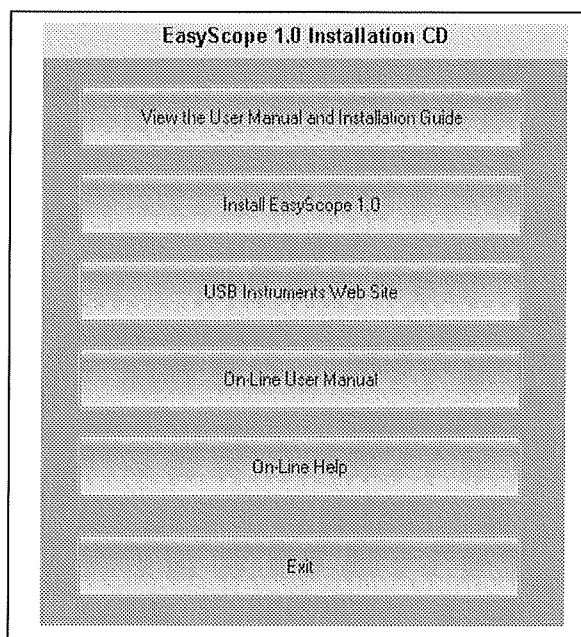 EasyScope 1.0 Installation CD
View the User Manual and Installation Guide
Install EasyScope 1.0
USB Instruments Web Site
On-Line User Manual
On-Line Help
Exit